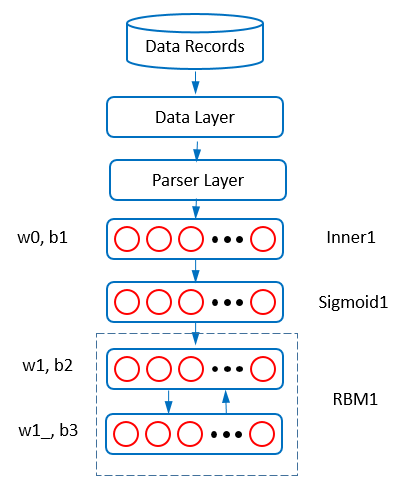 Data Records
Data Layer
Parser Layer
w0, b1
Inner1
Sigmoid1
w1, b2
RBM1
w1_, b3